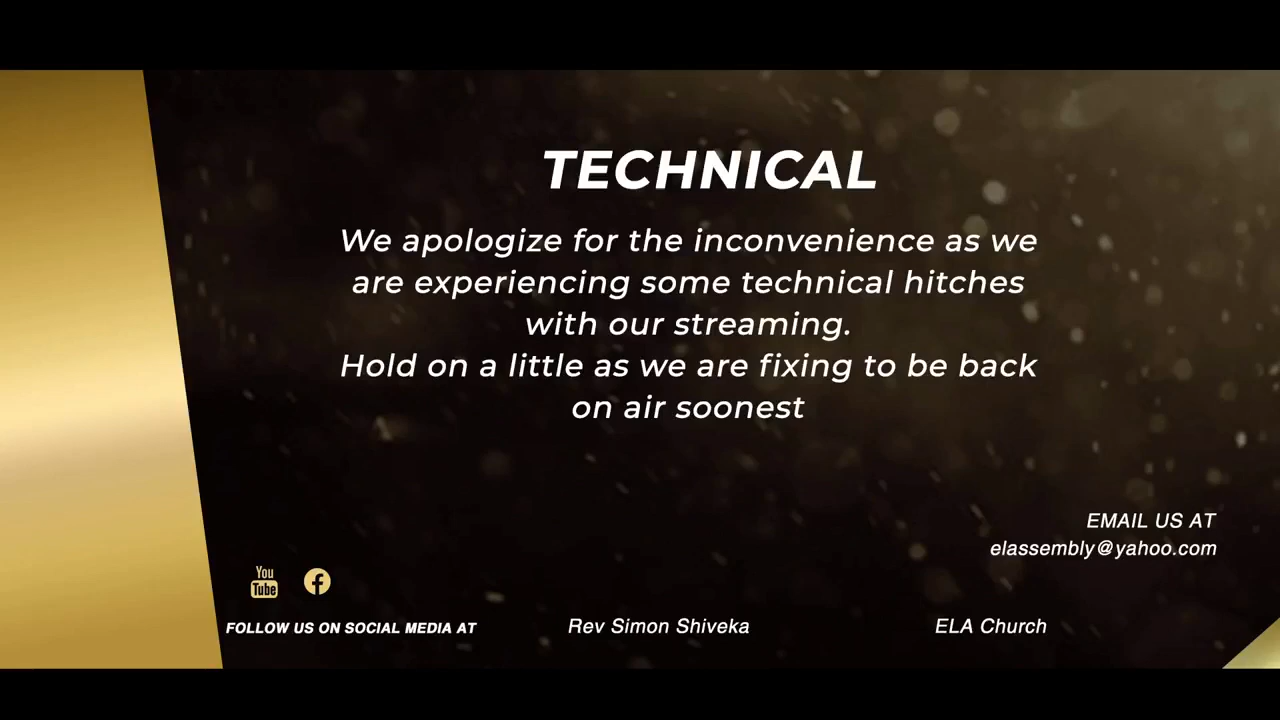 TECHNICAL
We apologize for the inconvenience as we
are experiencing some technical hitches
with our streaming.
Hold on a little as we are fixing to be back
on air soonest
EMAIL US AT
elassembly@yahoo.com
You
Tube
FOLLOW US ON SOCIAL MEDIA AT
Rev Simon Shiveka
ELA Church